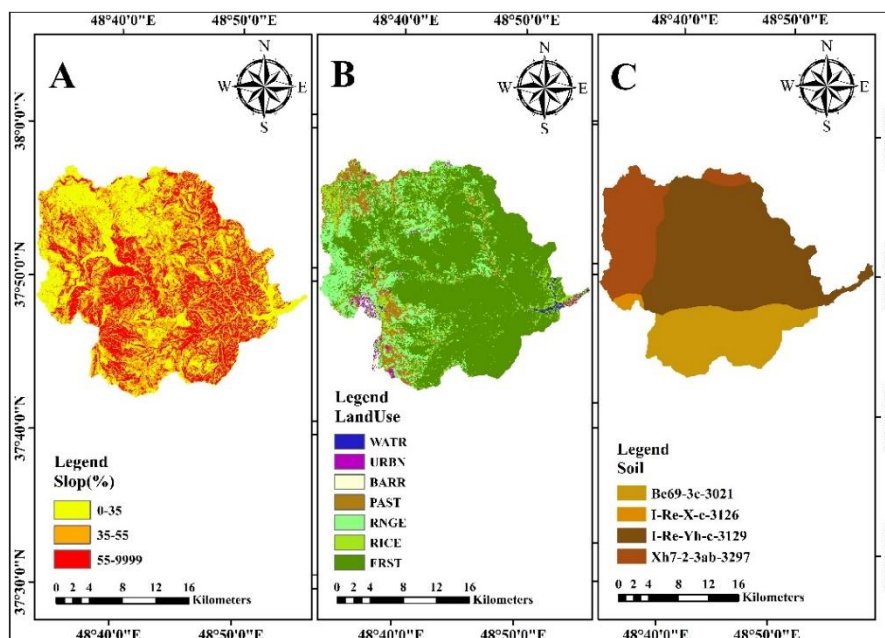 48°40'0"E 48°50'0"E 48°40'0"E 48°50'0"E 48°40'0"E 48°50'0"E
38°0'0"N
37°50'0"N
37°40'0"N
37°30'0"N
A
N
W E
S
Legend
Slop(%)
0-35
35-55
55-9999
0 2 4 8 12 16
Kilometers
B
N
W E
S
Legend
LandUse
WATR
URBN
BARR
PAST
RNGE
RICE
FRST
0 2 4 8 12 16
Kilometers
C
N
W E
S
Legend
Soil
Be69-3c-3021
I-Re-X-c-3126
I-Re-Yh-c-3129
Xh7-2-3ab-3297
0 2 4 8 12 16
Kilometers
48°40'0"E 48°50'0"E 48°40'0"E 48°50'0"E 48°40'0"E 48°50'0"E